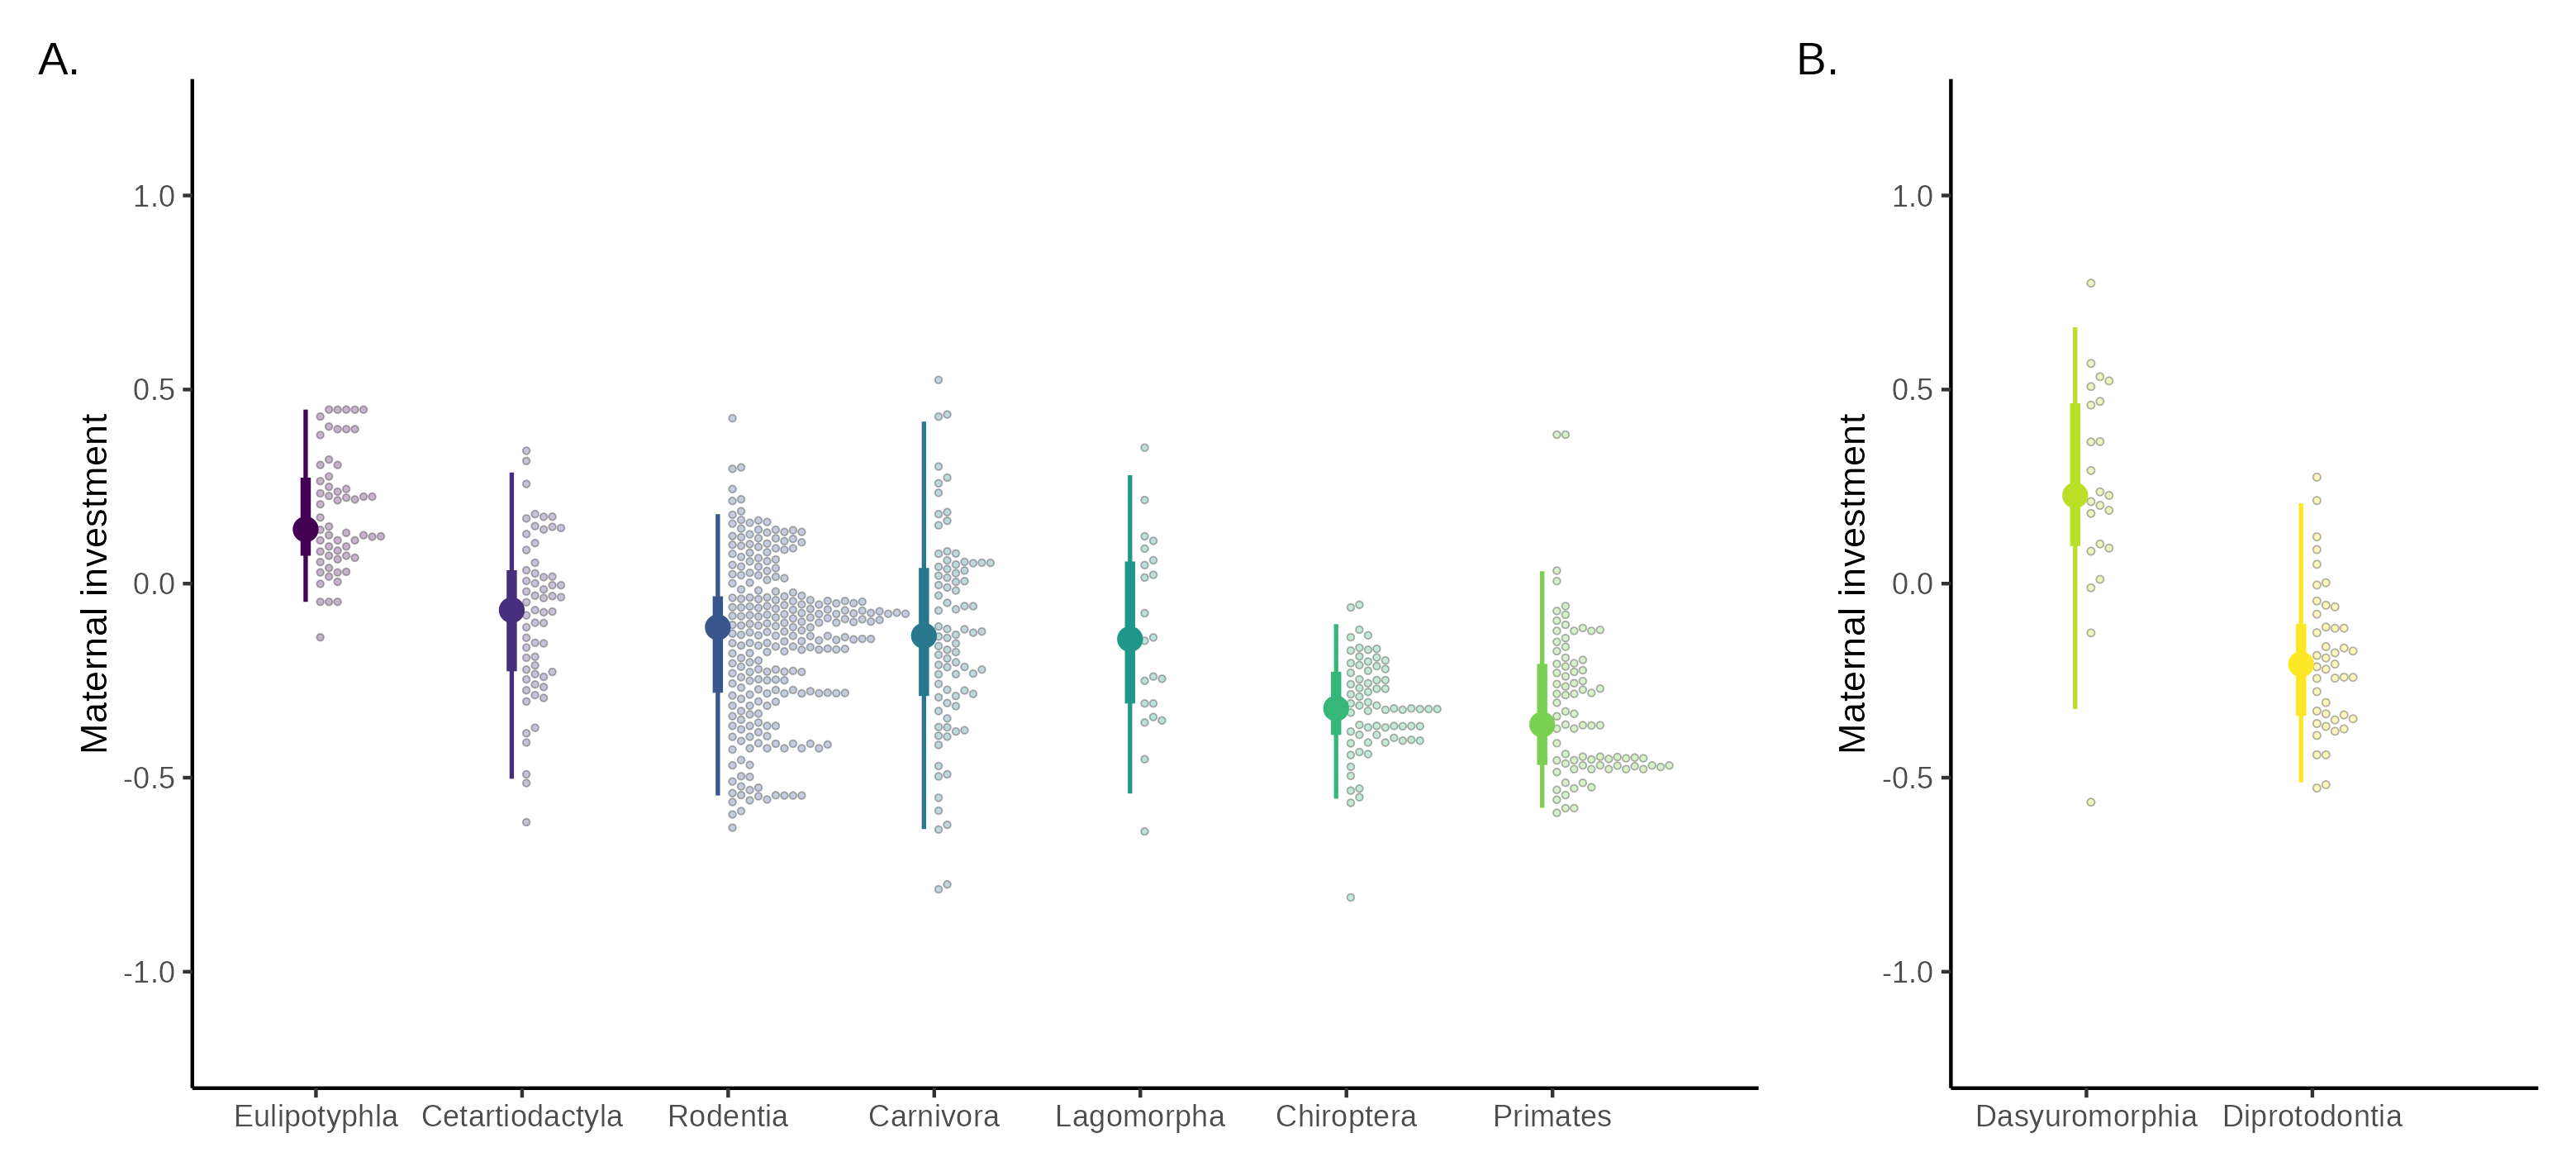 A.
Maternal investment
1.0
0.5
0.0
-0.5
-1.0
Eulipotyphla Cetartiodactyla Rodentia Carnivora Lagomorpha Chiroptera Primates
B.
Maternal investment
1.0
0.5
0.0
-0.5
-1.0
Dasyuromorphia Diprotodontia